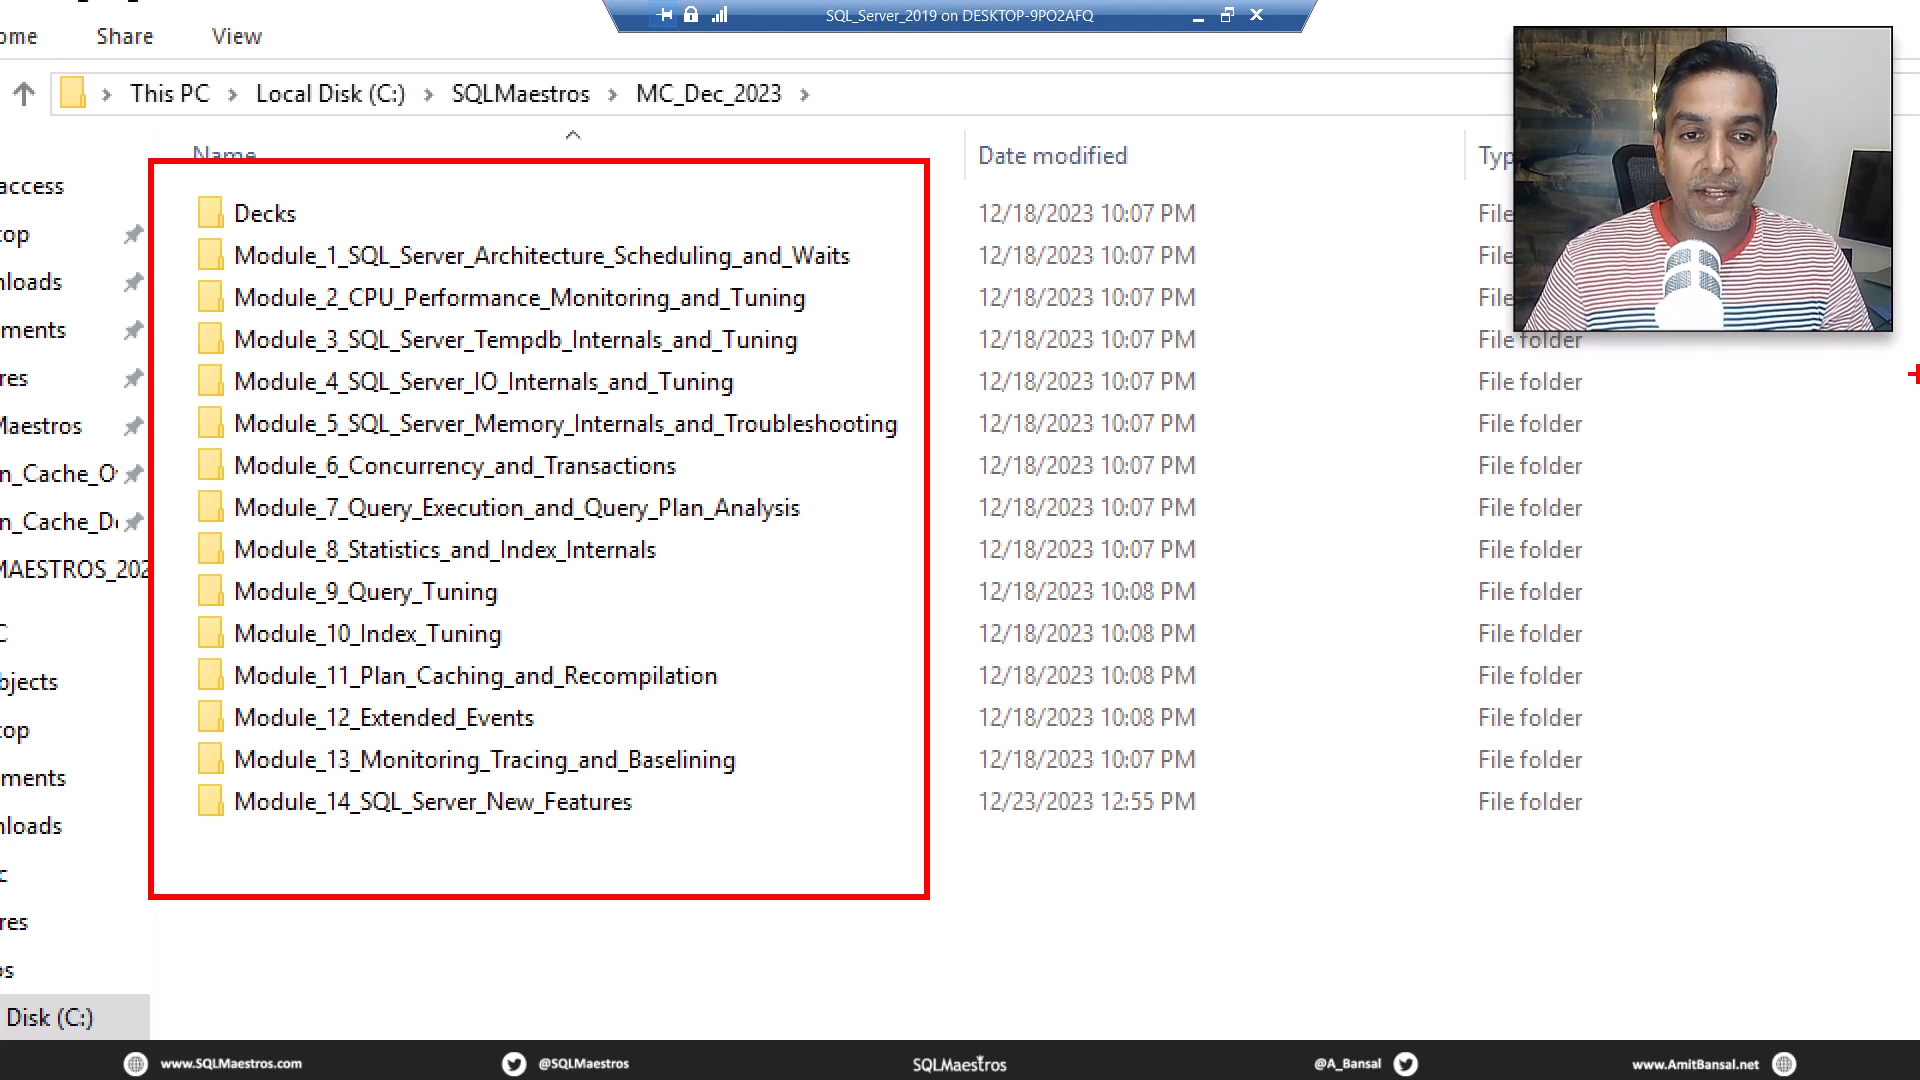 SQL_Server_2019 on DESKTOP-9PO2AFQ
ome Share View
This PC Local Disk (C:) SQLMaestros MC_Dec_2023
Name Date modified Typ
access
top
nloads
ments
res
Maestros
n_Cache_O
n_Cache_D
MAESTROS_202
C
bjects
top
ments
nloads
c
res
os
Disk (C:)
Decks 12/18/2023 10:07 PM File
Module_1_SQL_Server_Architecture_Scheduling_and_Waits 12/18/2023 10:07 PM File
Module_2_CPU_Performance_Monitoring_and_Tuning 12/18/2023 10:07 PM File
Module_3_SQL_Server_Tempdb_Internals_and_Tuning 12/18/2023 10:07 PM File folder
Module_4_SQL_Server_IO_Internals_and_Tuning 12/18/2023 10:07 PM File folder
Module_5_SQL_Server_Memory_Internals_and_Troubleshooting 12/18/2023 10:07 PM File folder
Module_6_Concurrency_and_Transactions 12/18/2023 10:07 PM File folder
Module_7_Query_Execution_and_Query_Plan_Analysis 12/18/2023 10:07 PM File folder
Module_8_Statistics_and_Index_Internals 12/18/2023 10:07 PM File folder
Module_9_Query_Tuning 12/18/2023 10:08 PM File folder
Module_10_Index_Tuning 12/18/2023 10:08 PM File folder
Module_11_Plan_Caching_and_Recompilation 12/18/2023 10:08 PM File folder
Module_12_Extended_Events 12/18/2023 10:08 PM File folder
Module_13_Monitoring_Tracing_and_Baselining 12/18/2023 10:07 PM File folder
Module_14_SQL_Server_New_Features 12/23/2023 12:55 PM File folder
www.SQLMaestros.com @SQLMaestros SQLMaestros @A_Bansal www.AmitBansal.net